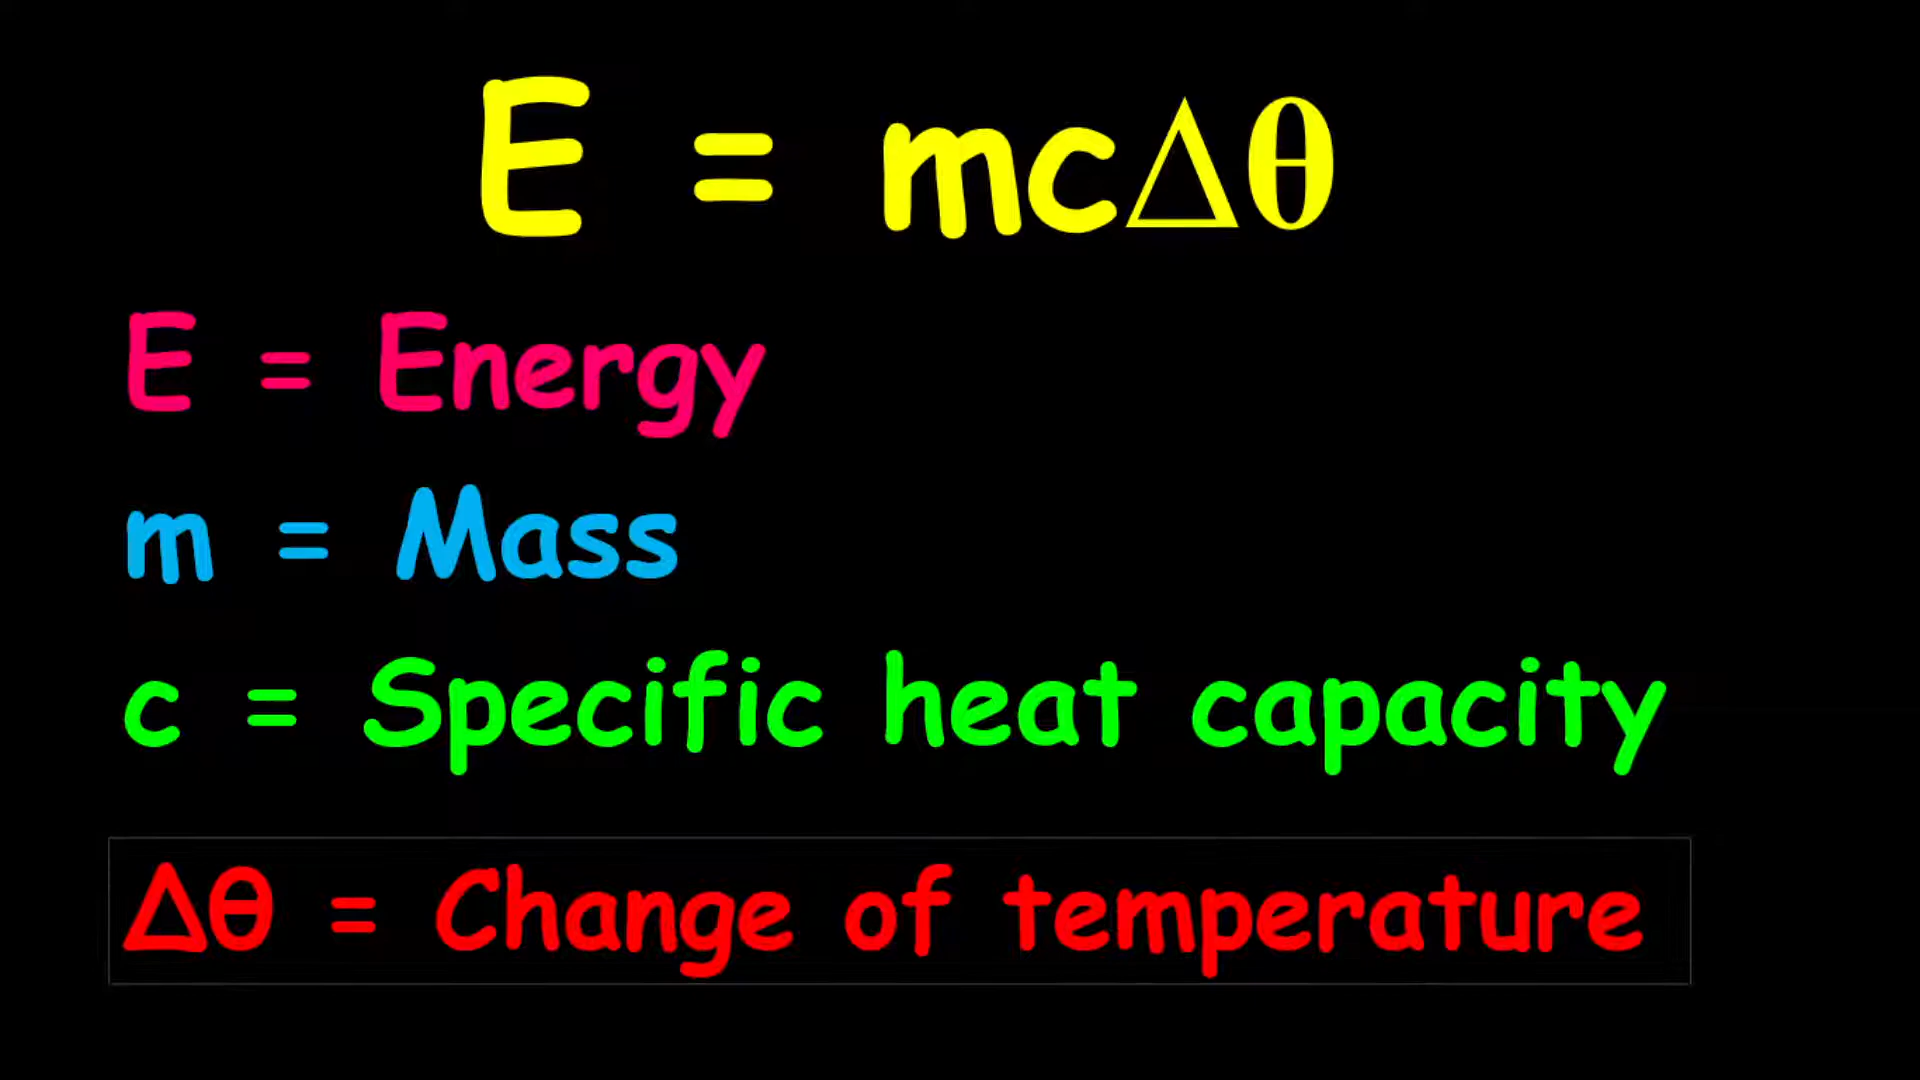 E = mcΔθ
E = Energy
m = Mass
c = Specific heat capacity
Δθ = Change of temperature